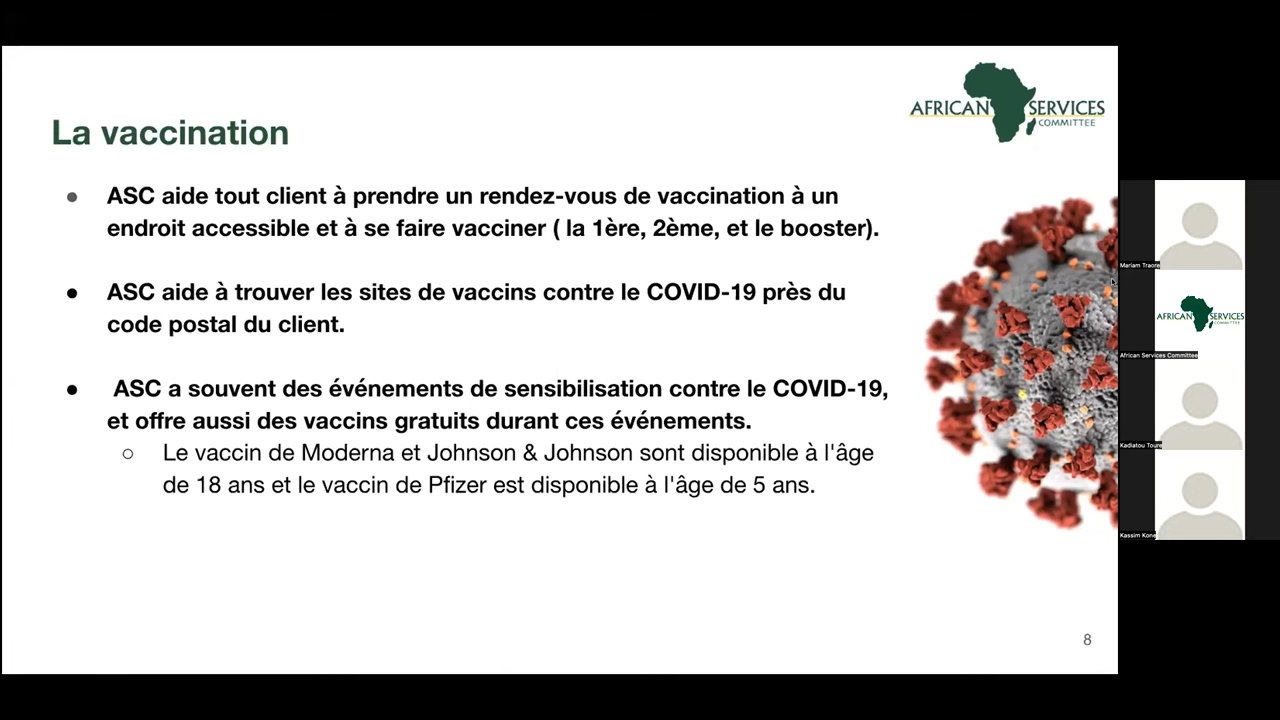 AFRICAN SERVICES
COMMITTEE
La vaccination
● ASC aide tout client à prendre un rendez-vous de vaccination à un
endroit accessible et à se faire vacciner ( la 1ère, 2ème, et le booster).
● ASC aide à trouver les sites de vaccins contre le COVID-19 près du
code postal du client.
● ASC a souvent des événements de sensibilisation contre le COVID-19,
et offre aussi des vaccins gratuits durant ces événements.
○ Le vaccin de Moderna et Johnson & Johnson sont disponible à l'âge
de 18 ans et le vaccin de Pfizer est disponible à l'âge de 5 ans.
8
Mariam Traore
AFRICAN SERVICES
COMMITTEE
African Services Committee
Kadiatou Toure
Kassim Kone